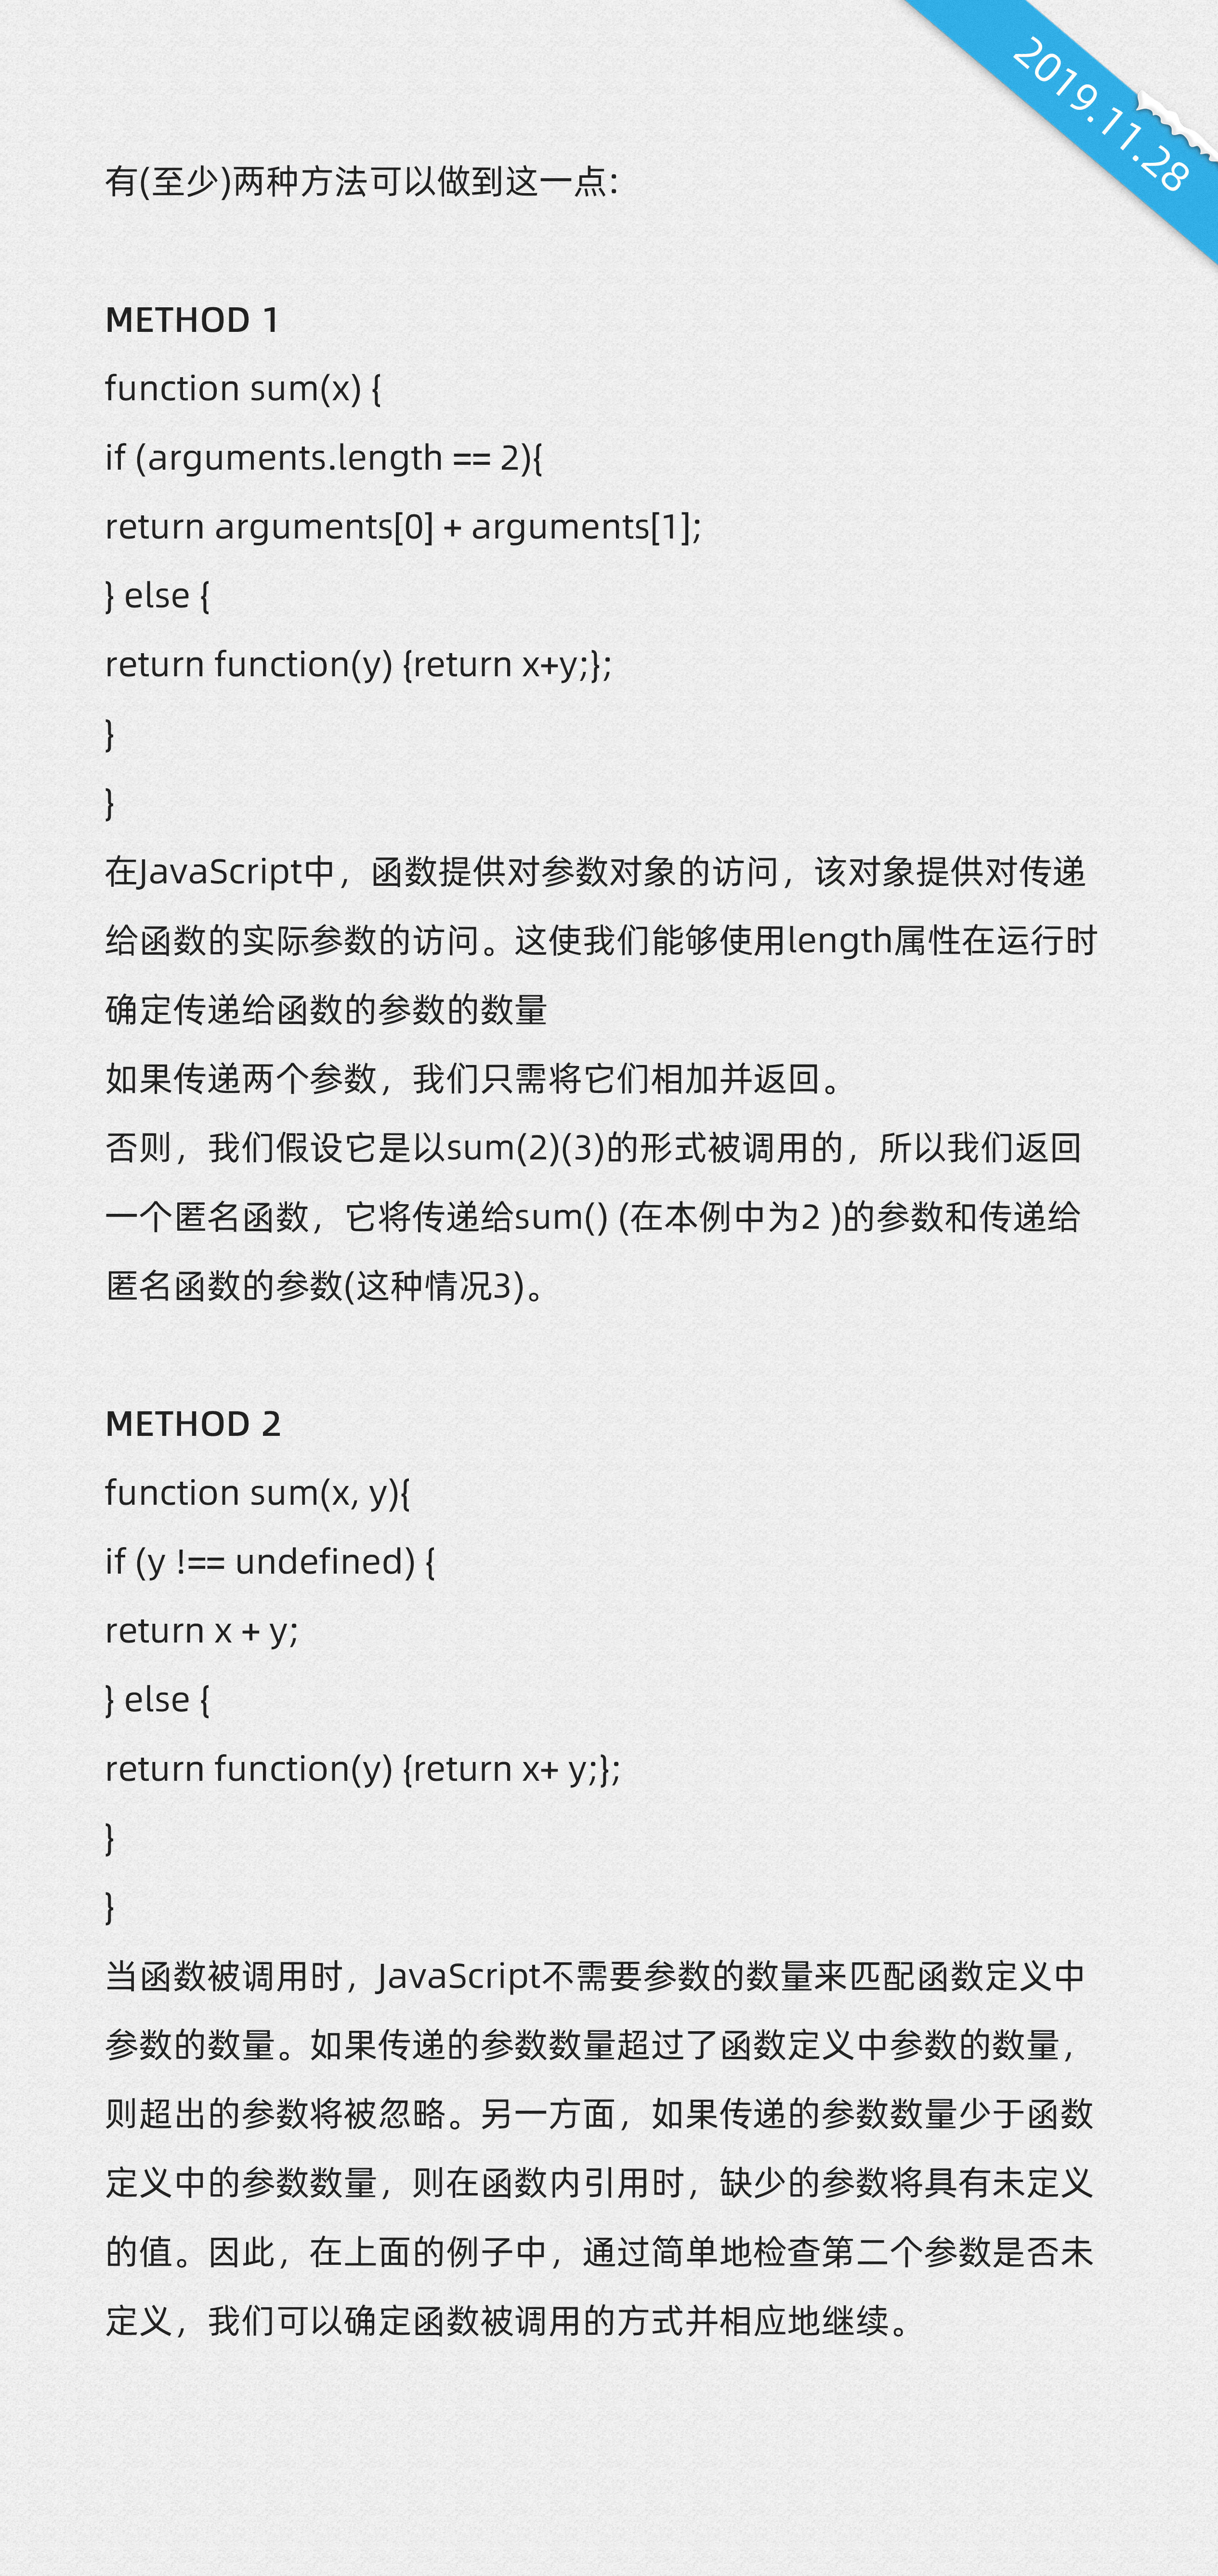 2019.11.28
有(至少)两种方法可以做到这一点:
METHOD 1
function sum(x) {
if (arguments.length == 2){
return arguments[0] + arguments[1];
} else {
return function(y) {return x+y;};
}
}
在JavaScript中，函数提供对参数对象的访问，该对象提供对传递
给函数的实际参数的访问。这使我们能够使用length属性在运行时
确定传递给函数的参数的数量
如果传递两个参数，我们只需将它们相加并返回。
否则，我们假设它是以sum(2)(3)的形式被调用的，所以我们返回
一个匿名函数，它将传递给sum() (在本例中为2 )的参数和传递给
匿名函数的参数(这种情况3)。
METHOD 2
function sum(x, y){
if (y !== undefined) {
return x + y;
} else {
return function(y) {return x+ y;};
}
}
当函数被调用时，JavaScript不需要参数的数量来匹配函数定义中
参数的数量。如果传递的参数数量超过了函数定义中参数的数量，
则超出的参数将被忽略。另一方面，如果传递的参数数量少于函数
定义中的参数数量，则在函数内引用时，缺少的参数将具有未定义
的值。因此，在上面的例子中，通过简单地检查第二个参数是否未
定义，我们可以确定函数被调用的方式并相应地继续。